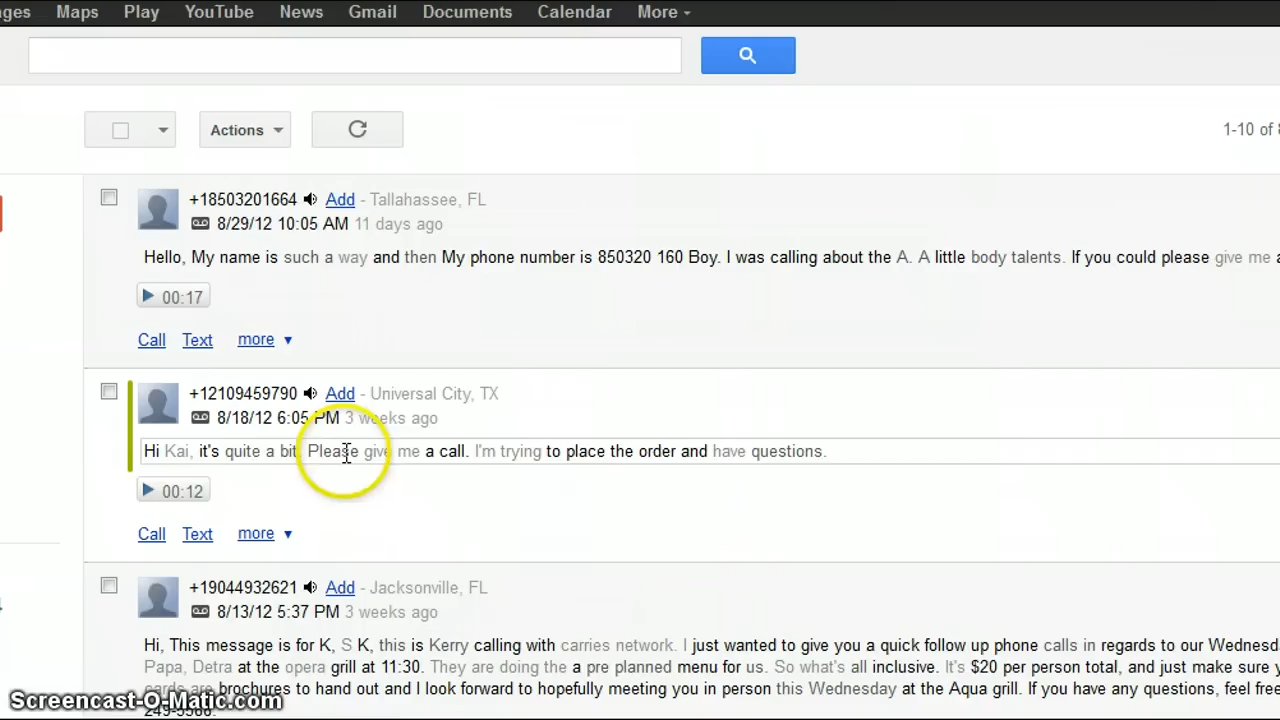 ges Maps Play YouTube News Gmail Documents Calendar More
Actions
1-10 of
+18503201664 Add - Tallahassee, FL
8/29/12 10:05 AM 11 days ago
Hello, My name is such a way and then My phone number is 850320 160 Boy. I was calling about the A. A little body talents. If you could please give me a
00:17
Call Text more
+12109459790 Add - Universal City, TX
8/18/12 6:05 PM 3 weeks ago
Hi Kai, it's quite a bit. Please give me a call. I'm trying to place the order and have questions.
00:12
Call Text more
+19044932621 Add - Jacksonville, FL
8/13/12 5:37 PM 3 weeks ago
Hi, This message is for K, S K, this is Kerry calling with carries network. I just wanted to give you a quick follow up phone calls in regards to our Wednesda
Papa, Detra at the opera grill at 11:30. They are doing the a pre planned menu for us. So what's all inclusive. It's $20 per person total, and just make sure y
cards are brochures to hand out and I look forward to hopefully meeting you in person this Wednesday at the Aqua grill. If you have any questions, feel free
249-5566.
Screencast-O-Matic.com